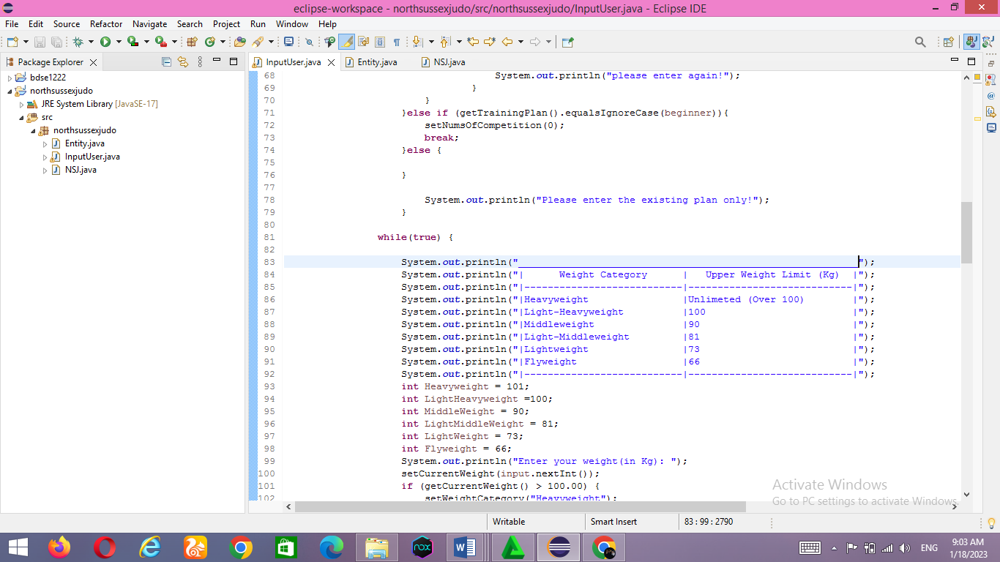 eclipse-workspace - northsussexjudo/src/northsussexjudo/InputUser.java - Eclipse IDE
File Edit Source Refactor Navigate Search Project Run Window Help
Package Explorer
bdse1222
northsussexjudo
JRE System Library [JavaSE-17]
src
northsussexjudo
Entity.java
InputUser.java
NSJ.java
InputUser.java Entity.java NSJ.java
68 System.out.println("please enter again!");
69 }
70 }
71 }else if (getTrainingPlan().equalsIgnoreCase(beginner)){
72 setNumsOfCompetition(0);
73 break;
74 }else {
75
76 }
77
78 System.out.println("Please enter the existing plan only!");
79 }
80
81 while(true) {
82
83 System.out.println("__________________________________________________________");
84 System.out.println("|      Weight Category      |   Upper Weight Limit (Kg)  |");
85 System.out.println("|---------------------------|----------------------------|");
86 System.out.println("|Heavyweight                |Unlimeted (Over 100)        |");
87 System.out.println("|Light-Heavyweight          |100                         |");
88 System.out.println("|Middleweight               |90                          |");
89 System.out.println("|Light-Middleweight         |81                          |");
90 System.out.println("|Lightweight                |73                          |");
91 System.out.println("|Flyweight                  |66                          |");
92 System.out.println("|---------------------------|----------------------------|");
93 int Heavyweight = 101;
94 int LightHeavyweight =100;
95 int MiddleWeight = 90;
96 int LightMiddleWeight = 81;
97 int LightWeight = 73;
98 int Flyweight = 66;
99 System.out.println("Enter your weight(in Kg): ");
100 setCurrentWeight(input.nextInt());
101 if (getCurrentWeight() > 100.00) {
102 setWeightCategory("Heavyweight");
Activate Windows
Go to PC settings to activate Windows.
Writable Smart Insert 83 : 99 : 2790
nox
ENG
9:03 AM
1/18/2023